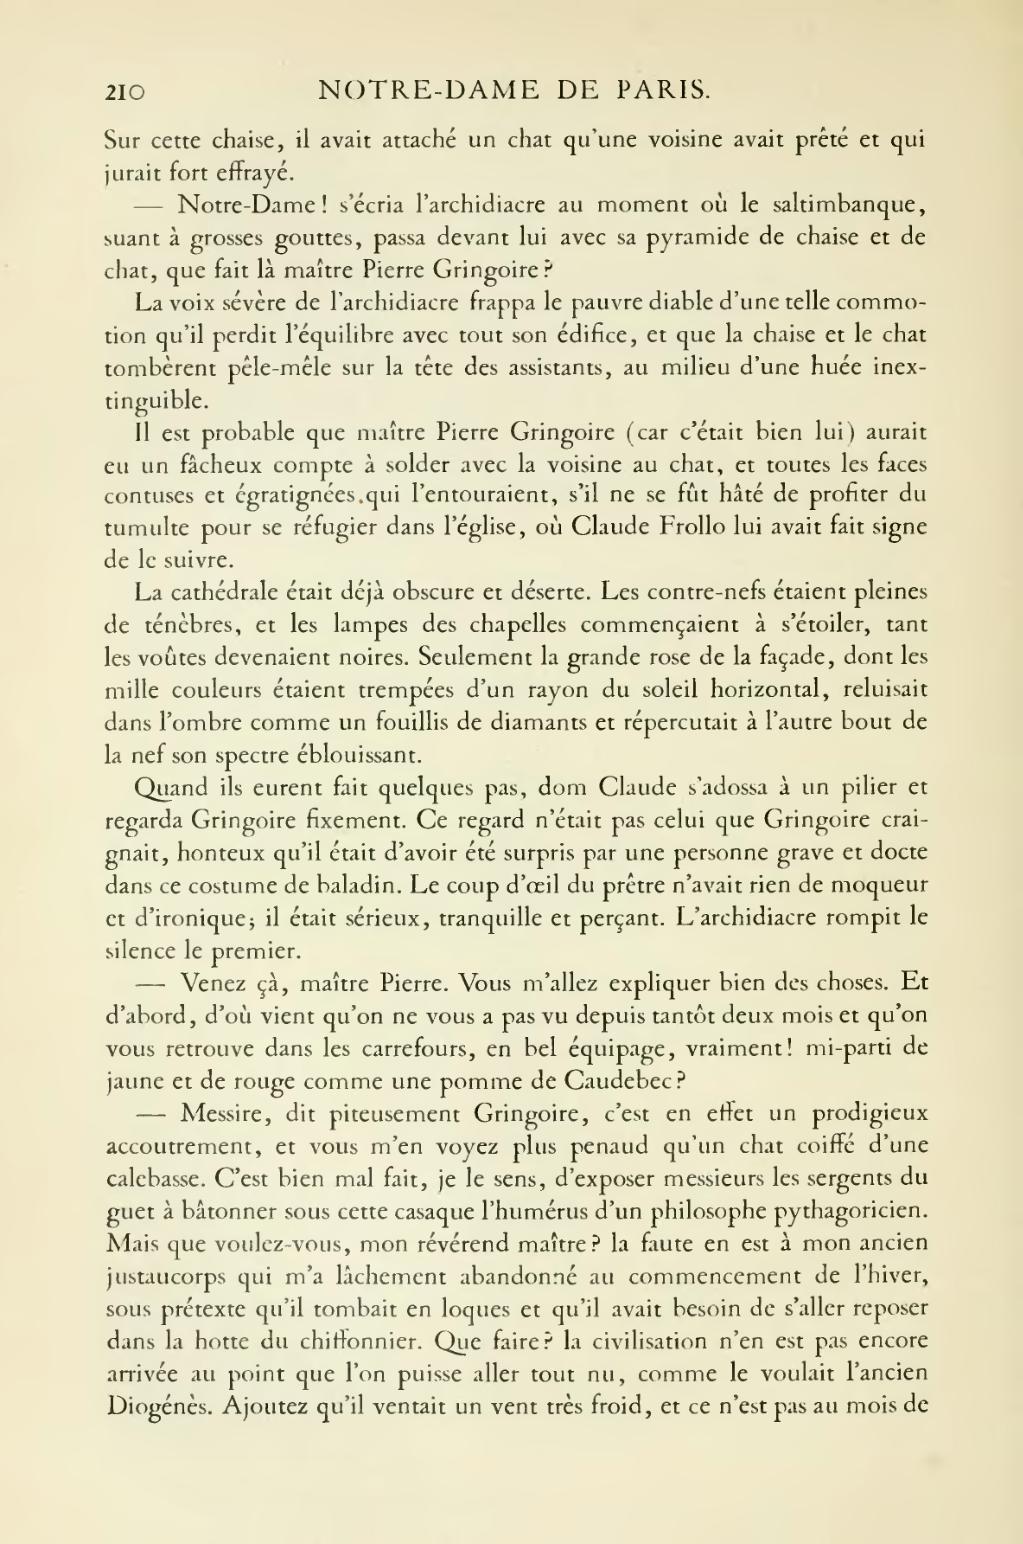 210 NOTRE-DAME DE PARIS.
Sur cette chaise, il avait attaché un chat qu'une voisine avait prêté et qui
jurait fort effrayé.
— Notre-Dame ! s'écria l'archidiacre au moment où le saltimbanque,
suant à grosses gouttes, passa devant lui avec sa pyramide de chaise et de
chat, que fait là maître Pierre Gringoire ?
La voix sévère de l'archidiacre frappa le pauvre diable d'une telle commo-
tion qu'il perdit l'équilibre avec tout son édifice, et que la chaise et le chat
tombèrent pêle-mêle sur la tête des assistants, au milieu d'une huée inex-
tinguible.
Il est probable que maître Pierre Gringoire (car c'était bien lui) aurait
eu un fâcheux compte à solder avec la voisine au chat, et toutes les faces
contuses et égratignées qui l'entouraient, s'il ne se fût hâté de profiter du
tumulte pour se réfugier dans l'église, où Claude Frollo lui avait fait signe
de le suivre.
La cathédrale était déjà obscure et déserte. Les contre-nefs étaient pleines
de ténèbres, et les lampes des chapelles commençaient à s'étoiler, tant
les voûtes devenaient noires. Seulement la grande rose de la façade, dont les
mille couleurs étaient trempées d'un rayon du soleil horizontal, reluisait
dans l'ombre comme un fouillis de diamants et répercutait à l'autre bout de
la nef son spectre éblouissant.
Quand ils eurent fait quelques pas, dom Claude s'adossa à un pilier et
regarda Gringoire fixement. Ce regard n'était pas celui que Gringoire crai-
gnait, honteux qu'il était d'avoir été surpris par une personne grave et docte
dans ce costume de baladin. Le coup d'œil du prêtre n'avait rien de moqueur
et d'ironique; il était sérieux, tranquille et perçant. L'archidiacre rompit le
silence le premier.
— Venez çà, maître Pierre. Vous m'allez expliquer bien des choses. Et
d'abord, d'où vient qu'on ne vous a pas vu depuis tantôt deux mois et qu'on
vous retrouve dans les carrefours, en bel équipage, vraiment ! mi-parti de
jaune et de rouge comme une pomme de Caudebec ?
— Messire, dit piteusement Gringoire, c'est en effet un prodigieux
accoutrement, et vous m'en voyez plus penaud qu'un chat coiffé d'une
calebasse. C'est bien mal fait, je le sens, d'exposer messieurs les sergents du
guet à bâtonner sous cette casaque l'humérus d'un philosophe pythagoricien.
Mais que voulez-vous, mon révérend maître ? la faute en est à mon ancien
justaucorps qui m'a lâchement abandonné au commencement de l'hiver,
sous prétexte qu'il tombait en loques et qu'il avait besoin de s'aller reposer
dans la hotte du chiffonnier. Que faire ? la civilisation n'en est pas encore
arrivée au point que l'on puisse aller tout nu, comme le voulait l'ancien
Diogénès. Ajoutez qu'il ventait un vent très froid, et ce n'est pas au mois de